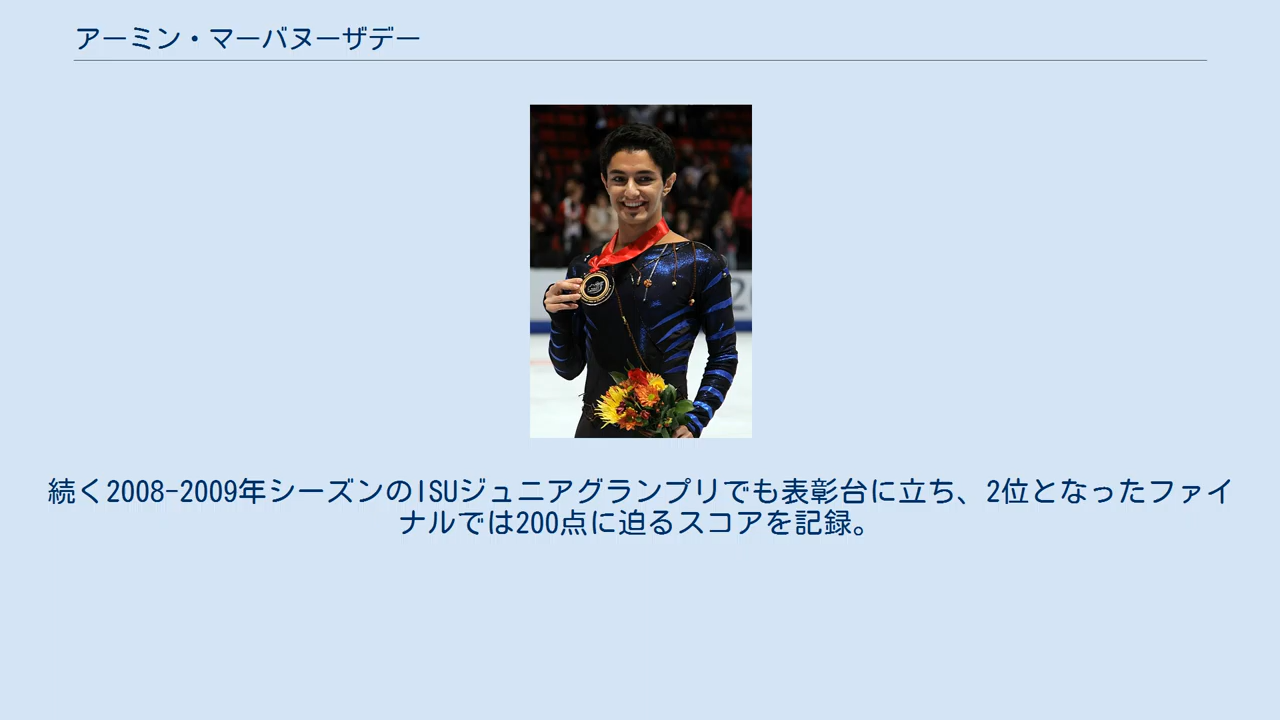 アーミン・マーバヌーザデー
続く2008-2009年シーズンのISUジュニアグランプリでも表彰台に立ち、2位となったファイ
ナルでは200点に迫るスコアを記録。